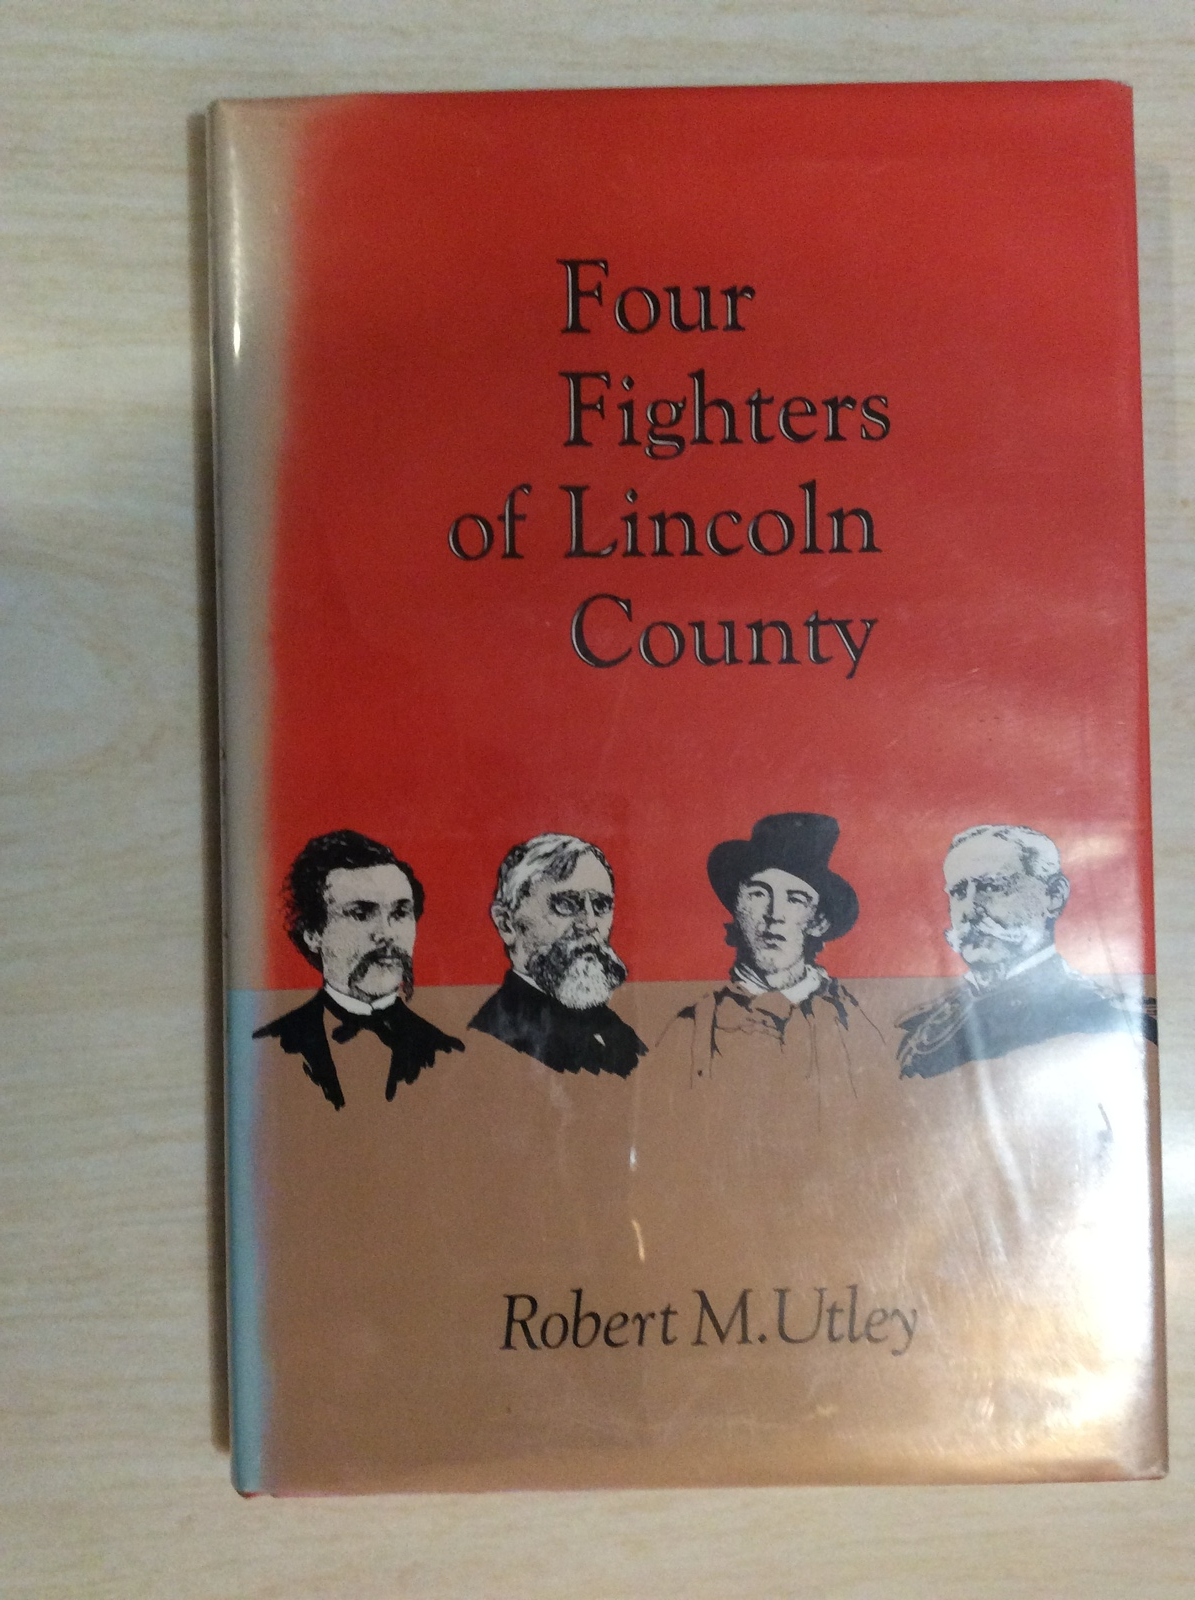 Four
Fighters
of Lincoln
County
Robert M. Utley